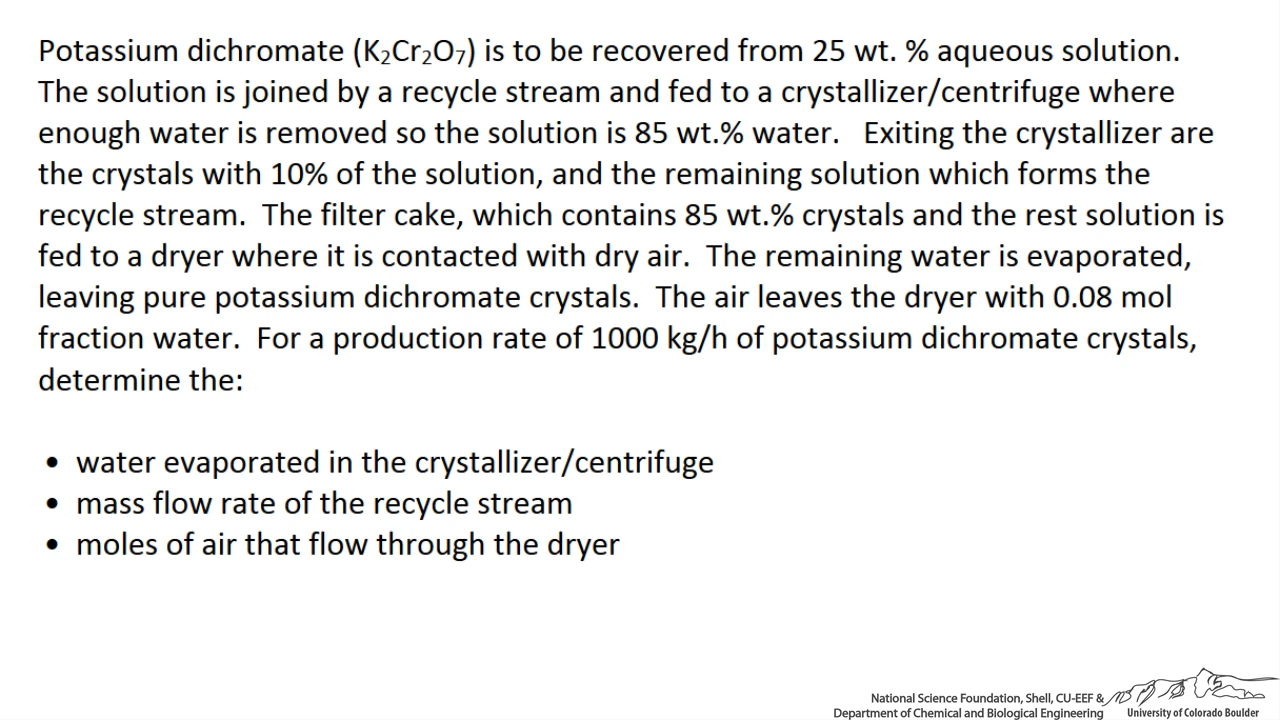 Potassium dichromate (K₂Cr₂O₇) is to be recovered from 25 wt. % aqueous solution.
The solution is joined by a recycle stream and fed to a crystallizer/centrifuge where
enough water is removed so the solution is 85 wt.% water.   Exiting the crystallizer are
the crystals with 10% of the solution, and the remaining solution which forms the
recycle stream.  The filter cake, which contains 85 wt.% crystals and the rest solution is
fed to a dryer where it is contacted with dry air.  The remaining water is evaporated,
leaving pure potassium dichromate crystals.  The air leaves the dryer with 0.08 mol
fraction water.  For a production rate of 1000 kg/h of potassium dichromate crystals,
determine the:
• water evaporated in the crystallizer/centrifuge
• mass flow rate of the recycle stream
• moles of air that flow through the dryer
National Science Foundation, Shell, CU-EEF &
Department of Chemical and Biological Engineering
University of Colorado Boulder